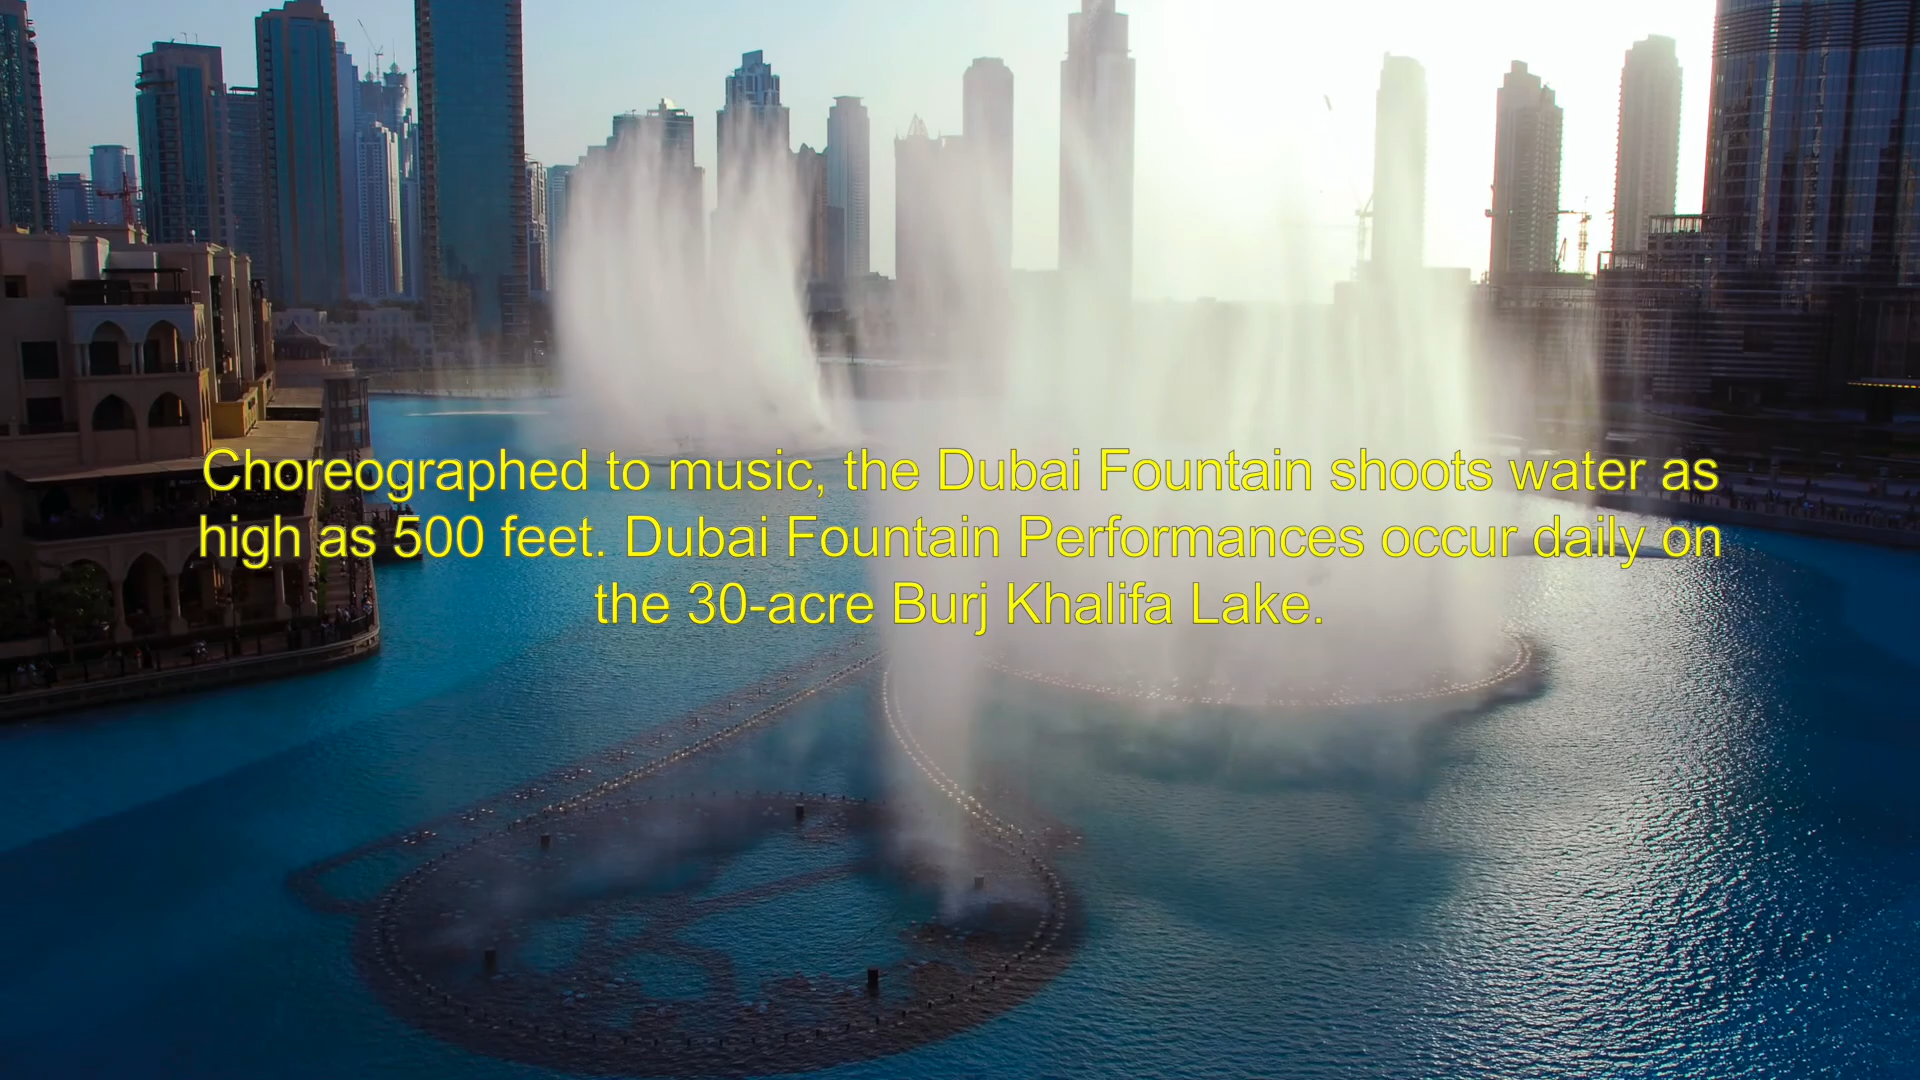 Choreographed to music, the Dubai Fountain shoots water as
high as 500 feet. Dubai Fountain Performances occur daily on
the 30-acre Burj Khalifa Lake.